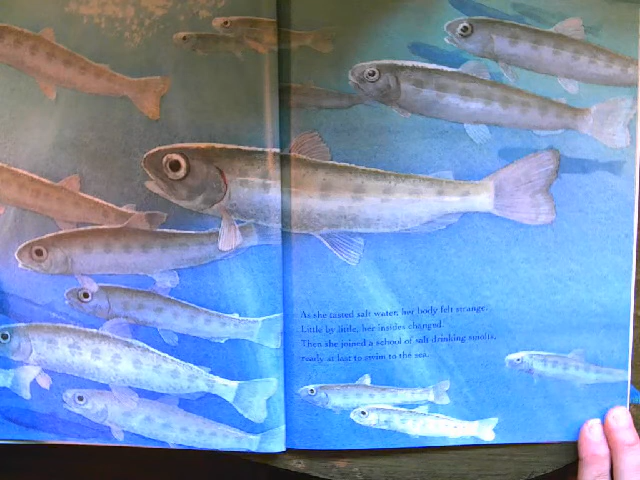 As she tasted salt water, her body felt strange.
Little by little, her insides changed.
Then she joined a school of salt drinking smolts,
ready at last to swim to the sea.